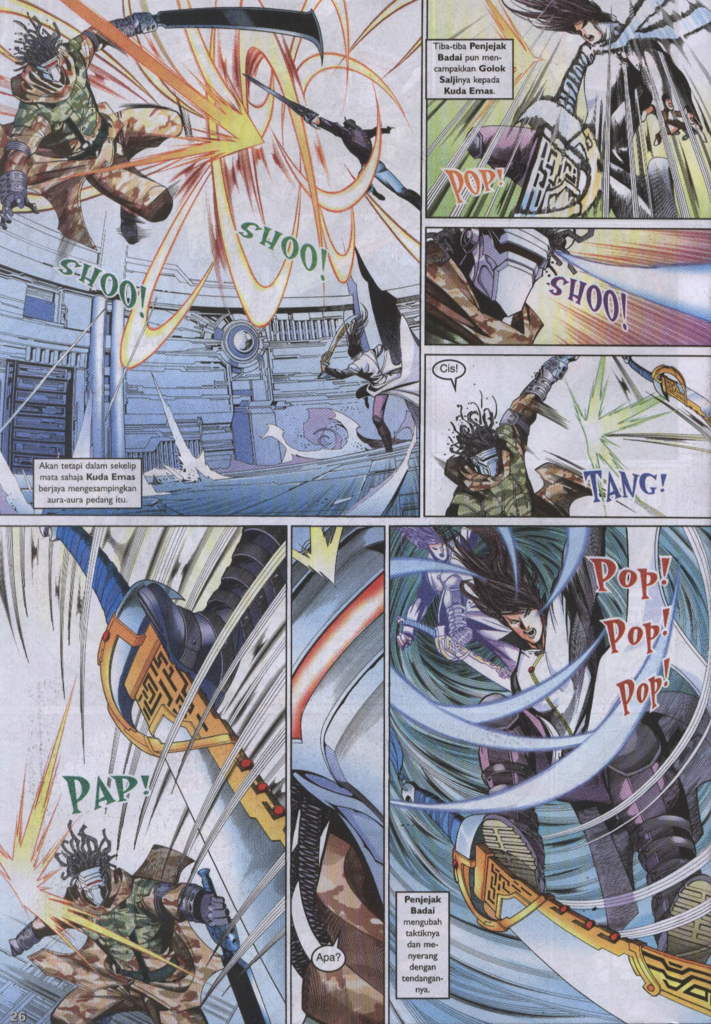 SHOOS!
SHOOS!
Akan tetapi dalam sekelip
mata sahaja Kuda Emas
berjaya mengesampingkan
aura-aura pedang itu.
Tiba-tiba Penjejak
Badai pun men-
campakkan Golok
Saljinya kepada
Kuda Emas.
POP!
SHOO!
Cis!
TANG!
PAP!
Apa?
POP!
POP!
POP!
Penjejak
Badai
mengubah
taktiknya
dan me-
nyerang
dengan
tendangan-
nya.
26